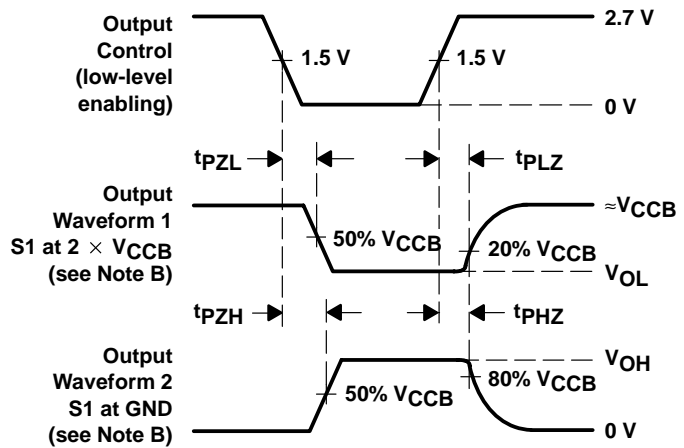 Output
Control
(low-level
enabling)
1.5 V
1.5 V
2.7 V
0 V
tPZL
tPLZ
Output
Waveform 1
S1 at 2 × VCCB
(see Note B)
50% VCCB
20% VCCB
≈VCCB
VOL
tPZH
tPHZ
Output
Waveform 2
S1 at GND
(see Note B)
50% VCCB
80% VCCB
VOH
0 V